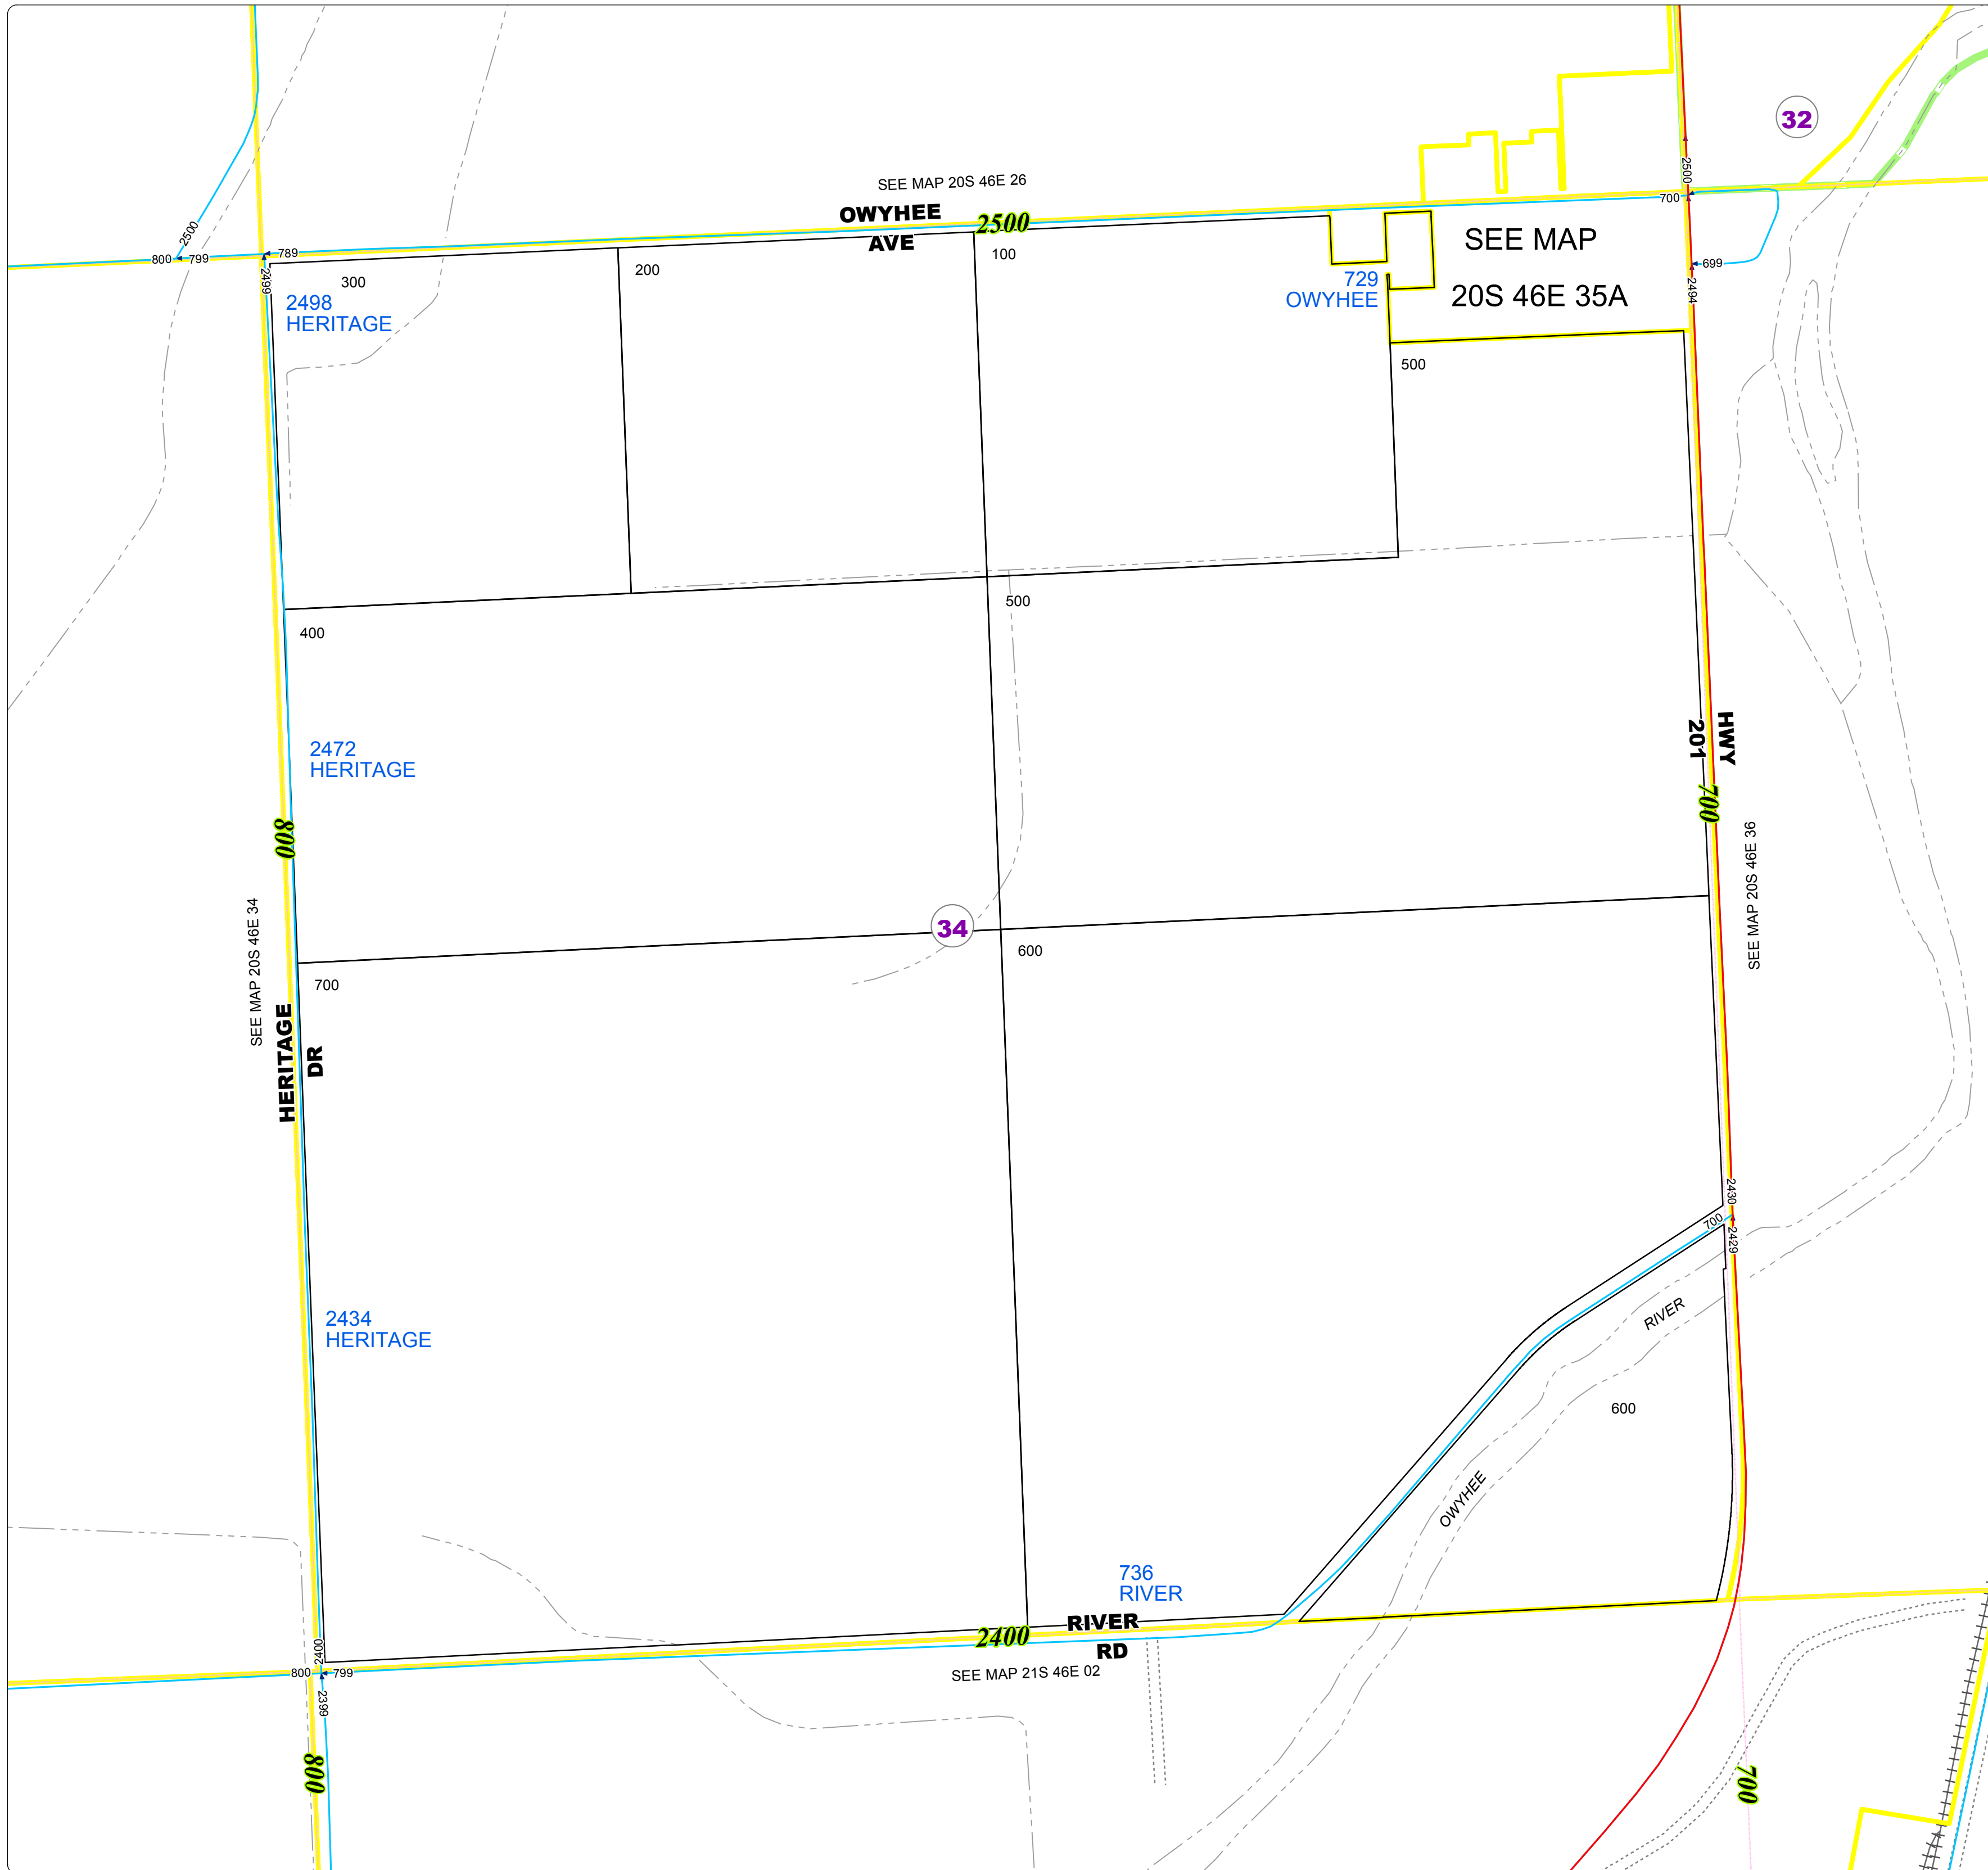 32
SEE MAP 20S 46E 26
OWYHEE
AVE
2500
2500
2500
700
800
799
789
2499
300
2498
HERITAGE
200
100
729
OWYHEE
SEE MAP
20S 46E 35A
699
2494
500
400
500
2472
HERITAGE
HWY
201
700
800
SEE MAP 20S 46E 34
SEE MAP 20S 46E 36
34
600
700
HERITAGE
DR
2430
700
2429
2434
HERITAGE
RIVER
600
OWYHEE
736
RIVER
RIVER
RD
2400
2400
800
799
SEE MAP 21S 46E 02
2399
800
700